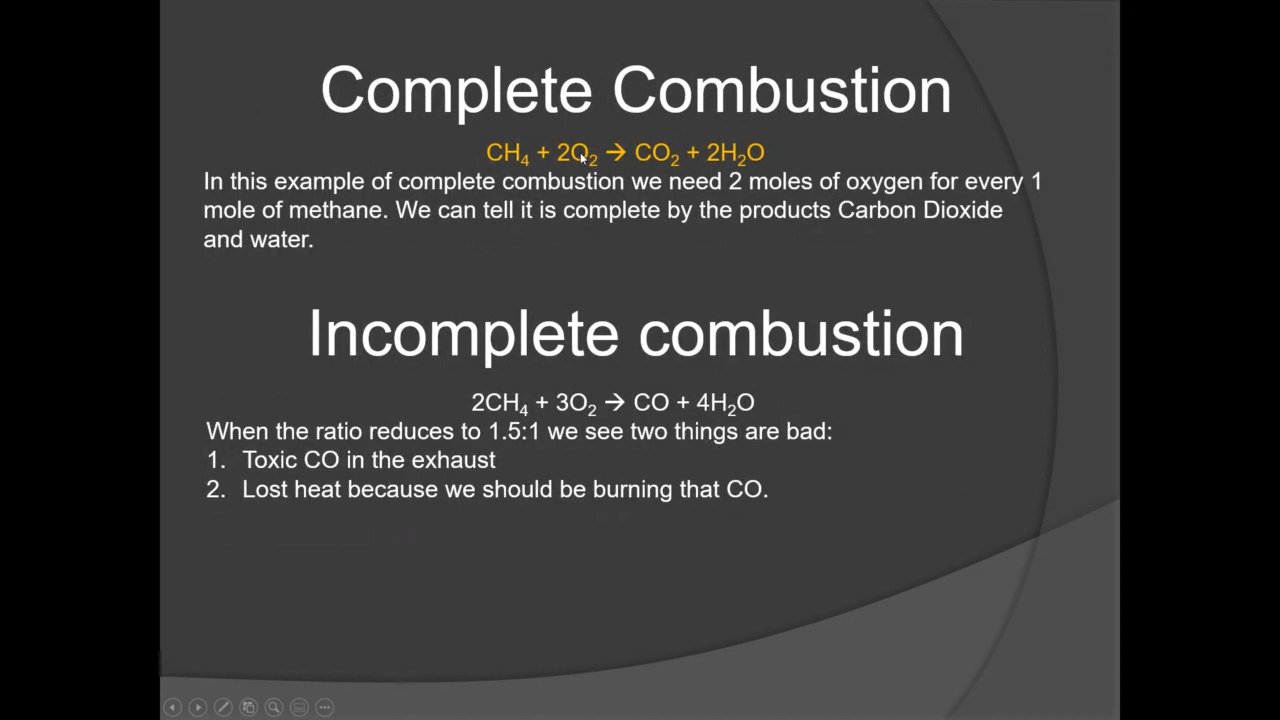 Complete Combustion
CH₄ + 2O₂ → CO₂ + 2H₂O
In this example of complete combustion we need 2 moles of oxygen for every 1
mole of methane. We can tell it is complete by the products Carbon Dioxide
and water.
Incomplete combustion
2CH₄ + 3O₂ → CO + 4H₂O
When the ratio reduces to 1.5:1 we see two things are bad:
1. Toxic CO in the exhaust
2. Lost heat because we should be burning that CO.